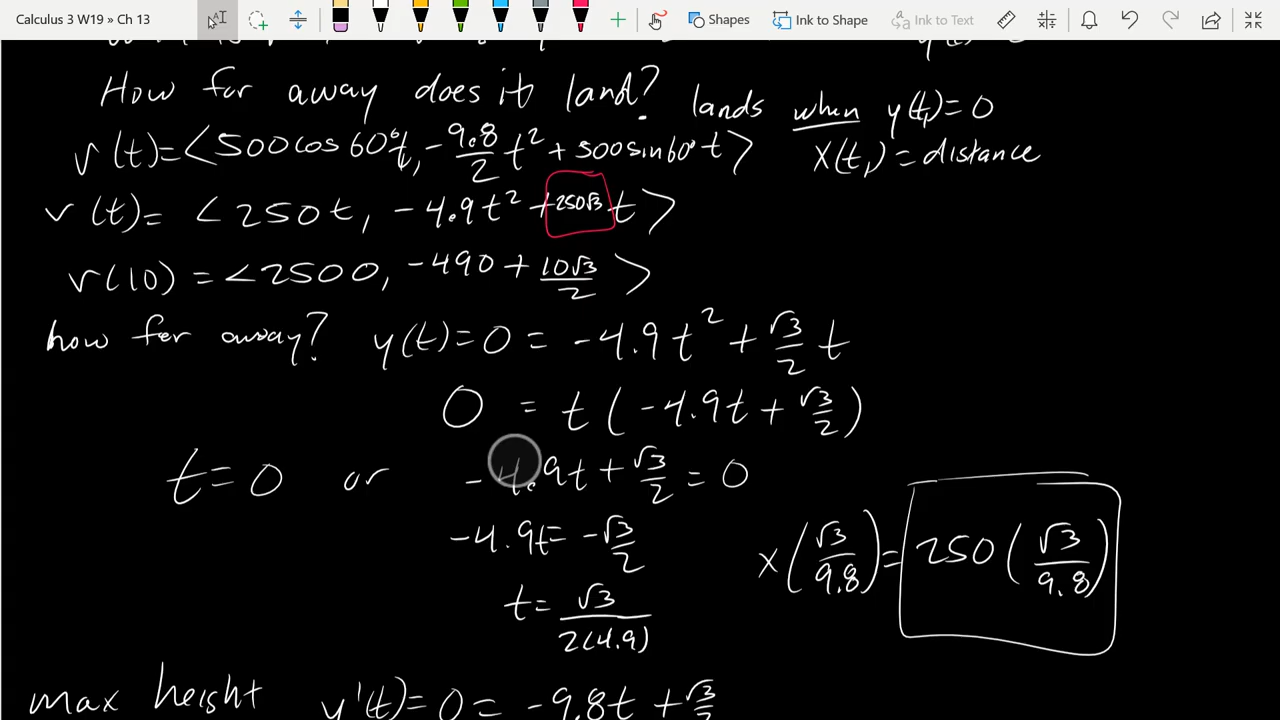 Calculus 3 W19 » Ch 13
Shapes Ink to Shape Ink to Text
How far away does it land? lands when y(t₁)=0
r(t)=<500cos60°t, -9.8/2 t² + 500sin60°t> x(t₁)=distance
r(t)= <250t, -4.9t² + 250√3 t>
r(10) = <2500, -490 + 10√3/2 >
how far away? y(t)=0 = -4.9t² + √3/2 t
0 = t(-4.9t + √3/2)
t=0 or -4.9t + √3/2 = 0
-4.9t = -√3/2
x(√3/9.8) = 250(√3/9.8)
t = √3/2(4.9)
max height y'(t)=0 = -9.8t + √3/2